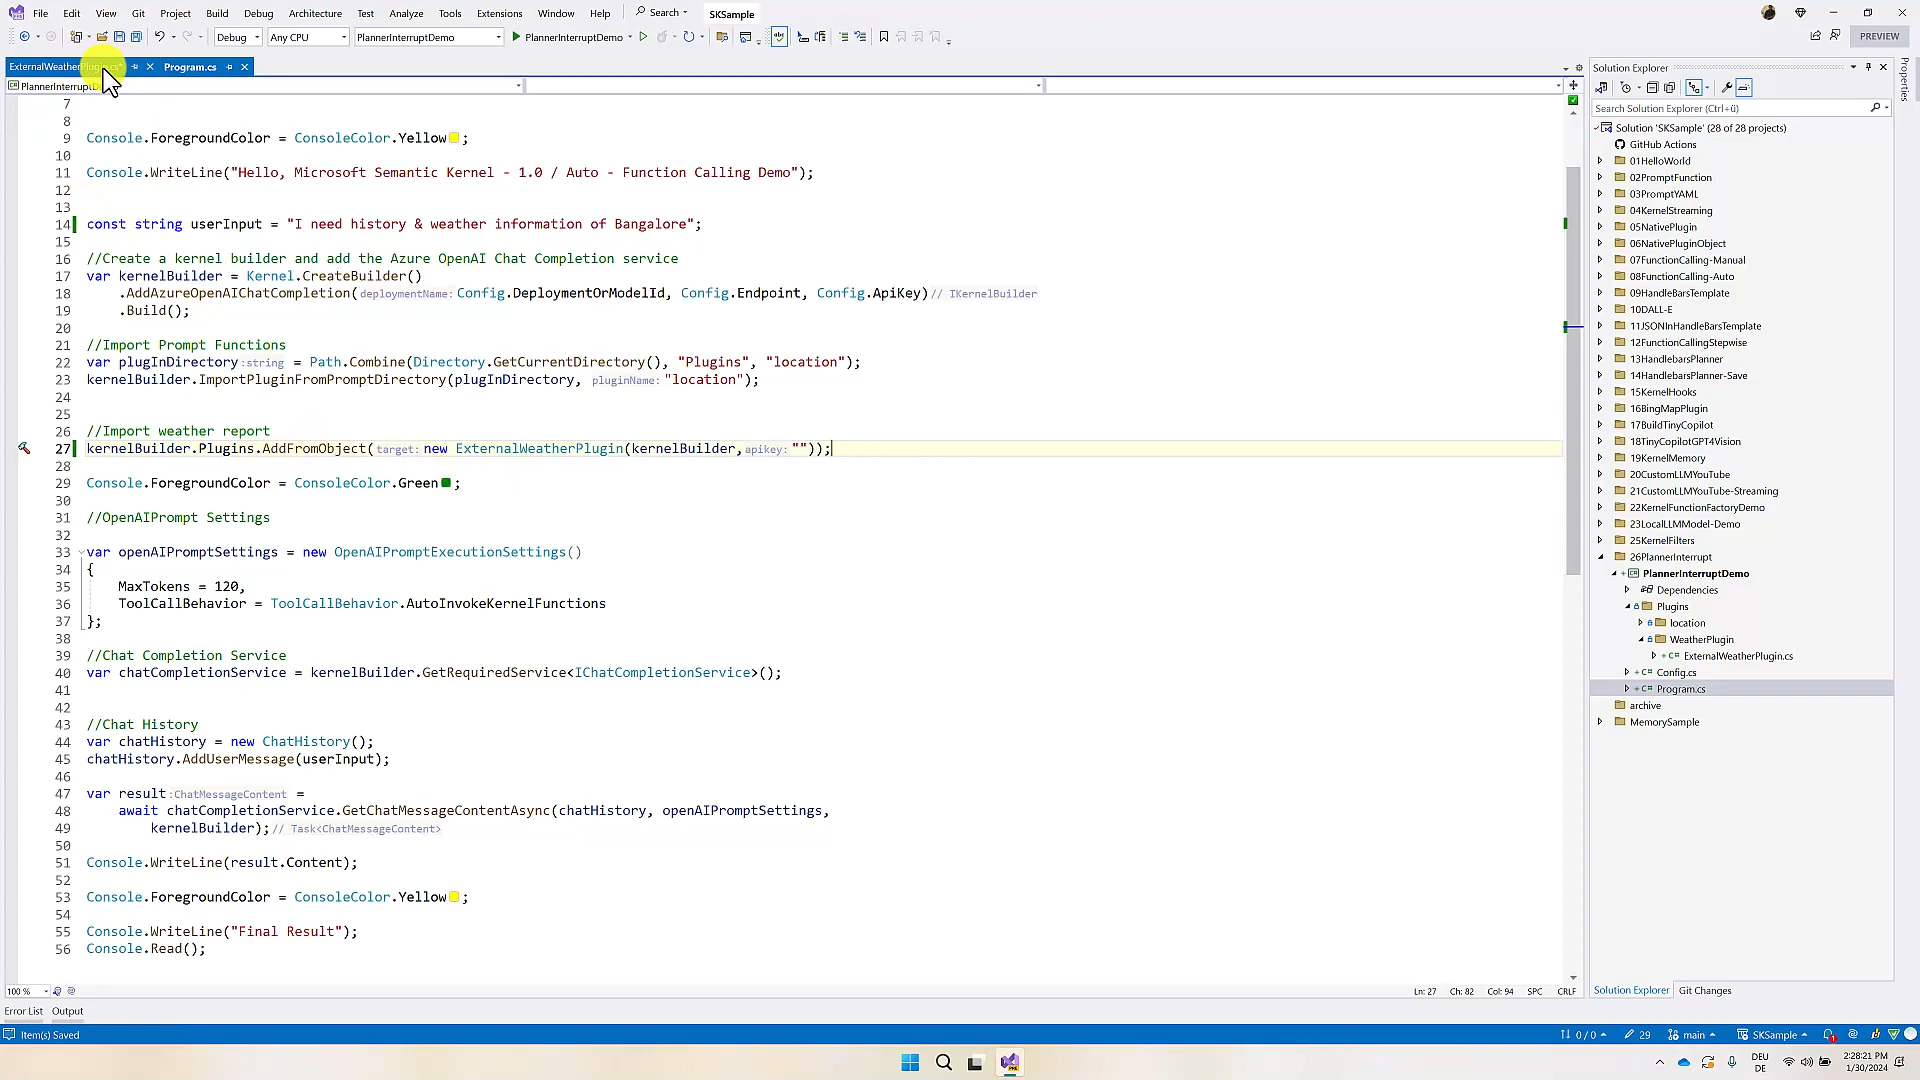 File Edit View Git Project Build Debug Architecture Test Analyze Tools Extensions Window Help Search SKSample
Debug Any CPU PlannerInterruptDemo PlannerInterruptDemo PREVIEW
ExternalWeatherPlugin.cs* Program.cs
PlannerInterruptD
7
8
9 Console.ForegroundColor = ConsoleColor.Yellow;
10
11 Console.WriteLine("Hello, Microsoft Semantic Kernel - 1.0 / Auto - Function Calling Demo");
12
13
14 const string userInput = "I need history & weather information of Bangalore";
15
16 //Create a kernel builder and add the Azure OpenAI Chat Completion service
17 var kernelBuilder = Kernel.CreateBuilder()
18 .AddAzureOpenAIChatCompletion(deploymentName: Config.DeploymentOrModelId, Config.Endpoint, Config.ApiKey) // IKernelBuilder
19 .Build();
20
21 //Import Prompt Functions
22 var plugInDirectory :string = Path.Combine(Directory.GetCurrentDirectory(), "Plugins", "location");
23 kernelBuilder.ImportPluginFromPromptDirectory(plugInDirectory, pluginName: "location");
24
25
26 //Import weather report
27 kernelBuilder.Plugins.AddFromObject(target: new ExternalWeatherPlugin(kernelBuilder, apikey: ""));
28
29 Console.ForegroundColor = ConsoleColor.Green;
30
31 //OpenAIPrompt Settings
32
33 var openAIPromptSettings = new OpenAIPromptExecutionSettings()
34 {
35 MaxTokens = 120,
36 ToolCallBehavior = ToolCallBehavior.AutoInvokeKernelFunctions
37 };
38
39 //Chat Completion Service
40 var chatCompletionService = kernelBuilder.GetRequiredService<IChatCompletionService>();
41
42
43 //Chat History
44 var chatHistory = new ChatHistory();
45 chatHistory.AddUserMessage(userInput);
46
47 var result :ChatMessageContent =
48 await chatCompletionService.GetChatMessageContentAsync(chatHistory, openAIPromptSettings,
49 kernelBuilder); // Task<ChatMessageContent>
50
51 Console.WriteLine(result.Content);
52
53 Console.ForegroundColor = ConsoleColor.Yellow;
54
55 Console.WriteLine("Final Result");
56 Console.Read();
100 % Ln: 27 Ch: 82 Col: 94 SPC CRLF
Error List Output
Solution Explorer
Search Solution Explorer (Ctrl+ü)
Solution 'SKSample' (28 of 28 projects)
GitHub Actions
01HelloWorld
02PromptFunction
03PromptYAML
04KernelStreaming
05NativePlugin
06NativePluginObject
07FunctionCalling-Manual
08FunctionCalling-Auto
09HandleBarsTemplate
10DALL-E
11JSONInHandleBarsTemplate
12FunctionCallingStepwise
13HandlebarsPlanner
14HandlebarsPlanner-Save
15KernelHooks
16BingMapPlugin
17BuildTinyCopilot
18TinyCopilotGPT4Vision
19KernelMemory
20CustomLLMYouTube
21CustomLLMYouTube-Streaming
22KernelFunctionFactoryDemo
23LocalLLMModel-Demo
25KernelFilters
26PlannerInterrupt
PlannerInterruptDemo
Dependencies
Plugins
location
WeatherPlugin
C# ExternalWeatherPlugin.cs
C# Config.cs
C# Program.cs
archive
MemorySample
Solution Explorer Git Changes
Properties
Item(s) Saved 0 / 0 29 main SKSample
DEU
DE
2:28:21 PM
1/30/2024